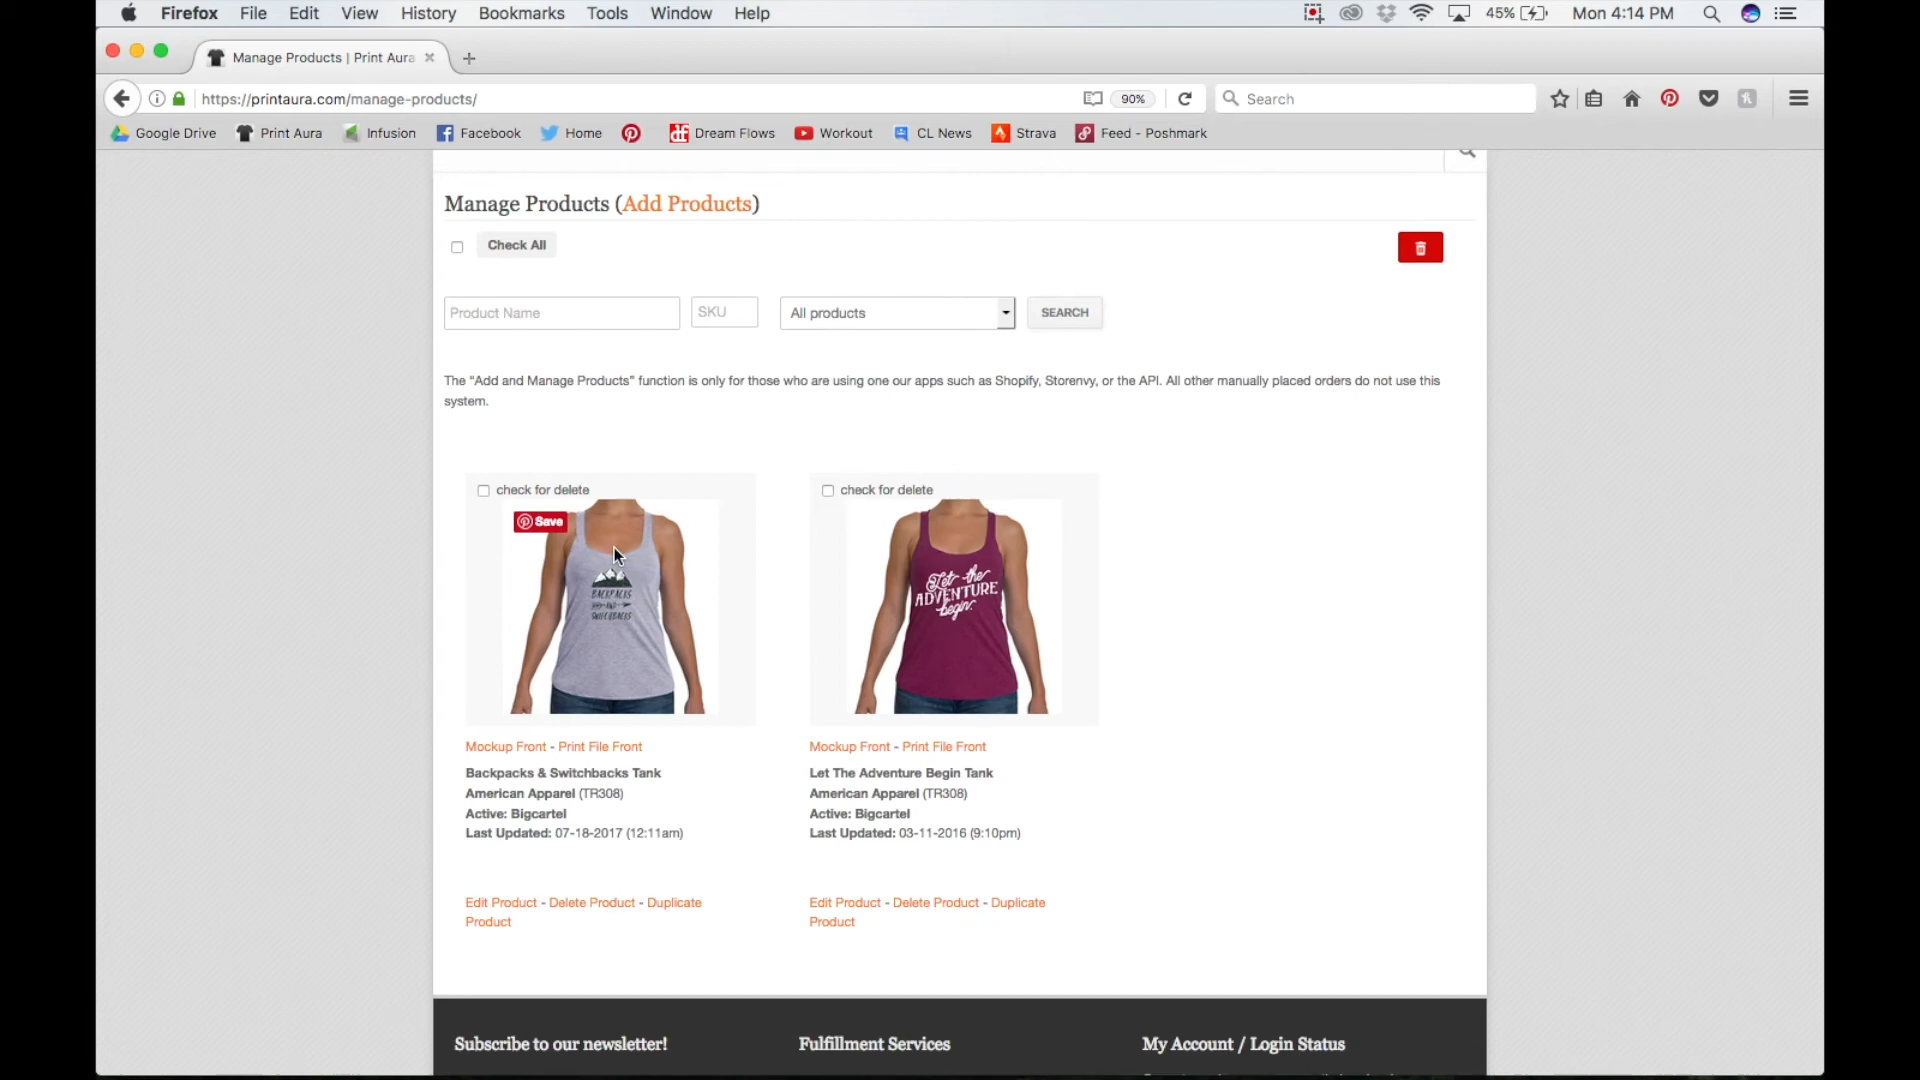 Firefox File Edit View History Bookmarks Tools Window Help 45% Mon 4:14 PM
Manage Products | Print Aura
https://printaura.com/manage-products/ 90% Search
Google Drive Print Aura Infusion Facebook Home Dream Flows Workout CL News Strava Feed - Poshmark
Manage Products (Add Products)
Check All
Product Name SKU All products SEARCH
The "Add and Manage Products" function is only for those who are using one our apps such as Shopify, Storenvy, or the API. All other manually placed orders do not use this
system.
check for delete
Save
BACKPACKS
AND
SWITCHBACKS
Mockup Front - Print File Front
Backpacks & Switchbacks Tank
American Apparel (TR308)
Active: Bigcartel
Last Updated: 07-18-2017 (12:11am)
Edit Product - Delete Product - Duplicate
Product
check for delete
Let the
ADVENTURE
begin.
Mockup Front - Print File Front
Let The Adventure Begin Tank
American Apparel (TR308)
Active: Bigcartel
Last Updated: 03-11-2016 (9:10pm)
Edit Product - Delete Product - Duplicate
Product
Subscribe to our newsletter! Fulfillment Services My Account / Login Status